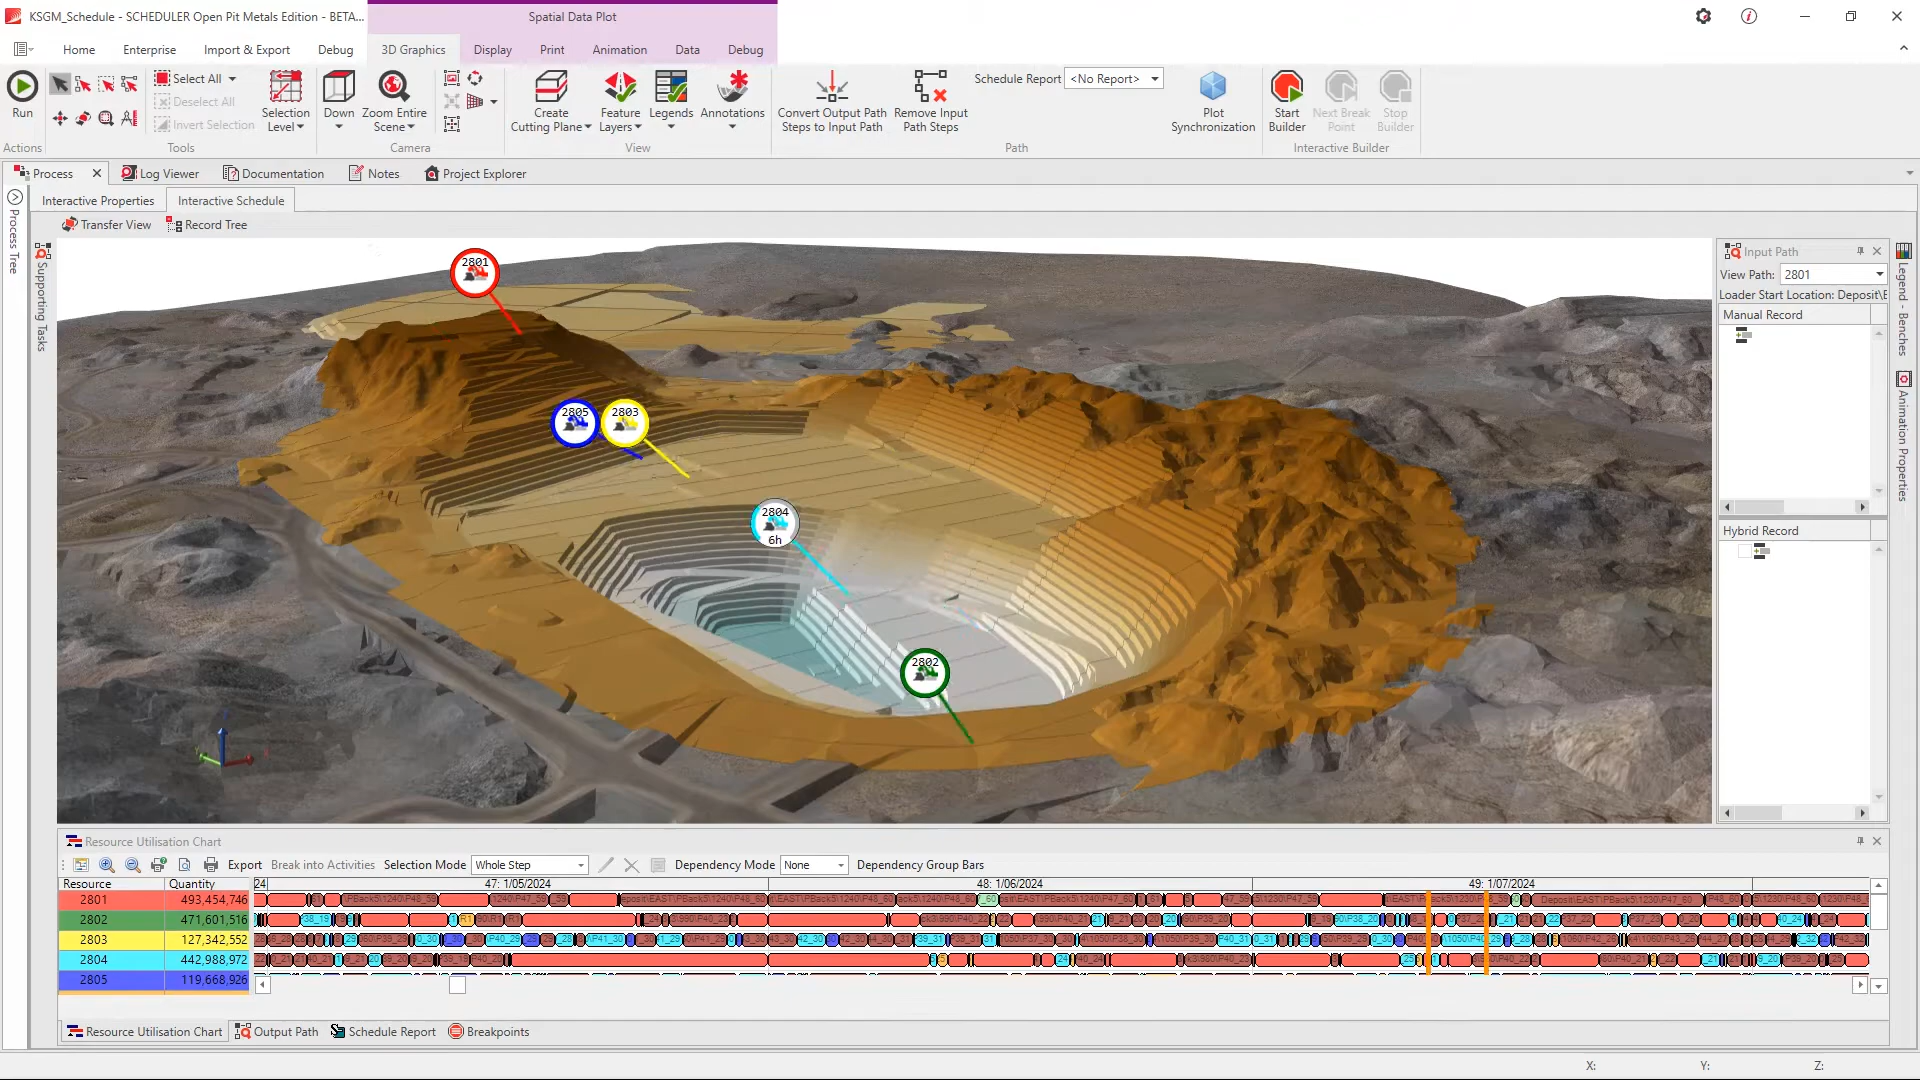 KSGM_Schedule - SCHEDULER Open Pit Metals Edition - BETA...
Spatial Data Plot
Home Enterprise Import & Export Debug 3D Graphics Display Print Animation Data Debug
Run
Actions
Select All
Deselect All
Invert Selection
Tools
Selection Level
Down
Zoom Entire Scene
Camera
Create Cutting Plane
Feature Layers
Legends
Annotations
View
Convert Output Path Steps to Input Path
Remove Input Path Steps
Schedule Report <No Report>
Path
Plot Synchronization
Start Builder
Next Break Point
Stop Builder
Interactive Builder
Process Log Viewer Documentation Notes Project Explorer
Interactive Properties Interactive Schedule
Transfer View Record Tree
Process Tree
Supporting Tasks
2801
2805
2803
2804
6h
2802
Input Path
View Path: 2801
Loader Start Location: Deposit\E
Manual Record
Hybrid Record
Legend - Benches
Animation Properties
Resource Utilisation Chart
Export Break into Activities Selection Mode Whole Step Dependency Mode None Dependency Group Bars
Resource Quantity 24 47: 1/05/2024 48: 1/06/2024 49: 1/07/2024
2801 493,454,746
2802 471,601,516
2803 127,342,552
2804 442,988,972
2805 119,668,926
Resource Utilisation Chart Output Path Schedule Report Breakpoints
X: Y: Z: